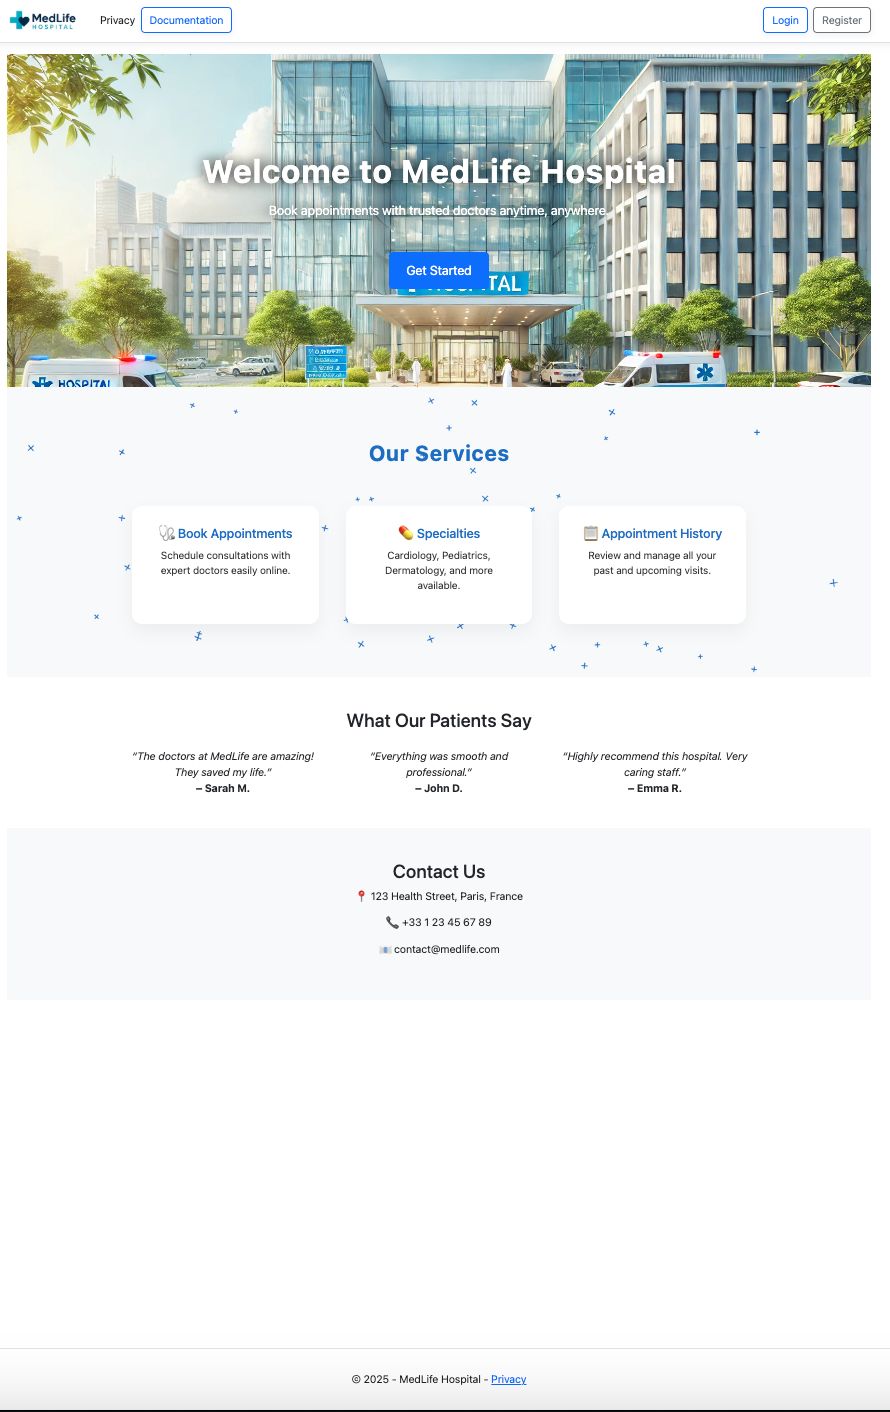 MedLife
HOSPITAL
Privacy
Documentation
Login
Register
Welcome to MedLife Hospital
Book appointments with trusted doctors anytime, anywhere.
Get Started
HOSPITAL
Our Services
Book Appointments
Schedule consultations with
expert doctors easily online.
Specialties
Cardiology, Pediatrics,
Dermatology, and more
available.
Appointment History
Review and manage all your
past and upcoming visits.
What Our Patients Say
“The doctors at MedLife are amazing!
They saved my life.”
– Sarah M.
“Everything was smooth and
professional.”
– John D.
“Highly recommend this hospital. Very
caring staff.”
– Emma R.
Contact Us
123 Health Street, Paris, France
+33 1 23 45 67 89
contact@medlife.com
© 2025 - MedLife Hospital - Privacy